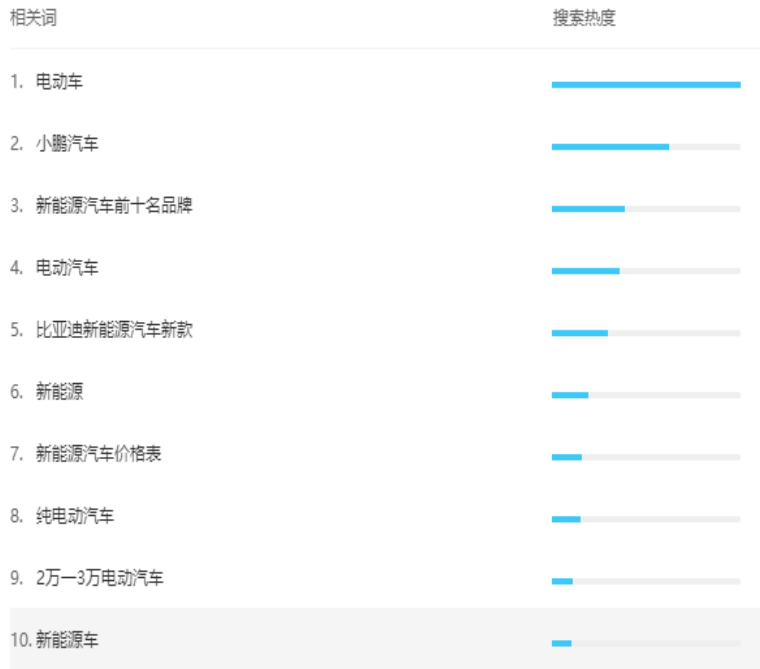 相关词 搜索热度
1. 电动车
2. 小鹏汽车
3. 新能源汽车前十名品牌
4. 电动汽车
5. 比亚迪新能源汽车新款
6. 新能源
7. 新能源汽车价格表
8. 纯电动汽车
9. 2万一3万电动汽车
10. 新能源车